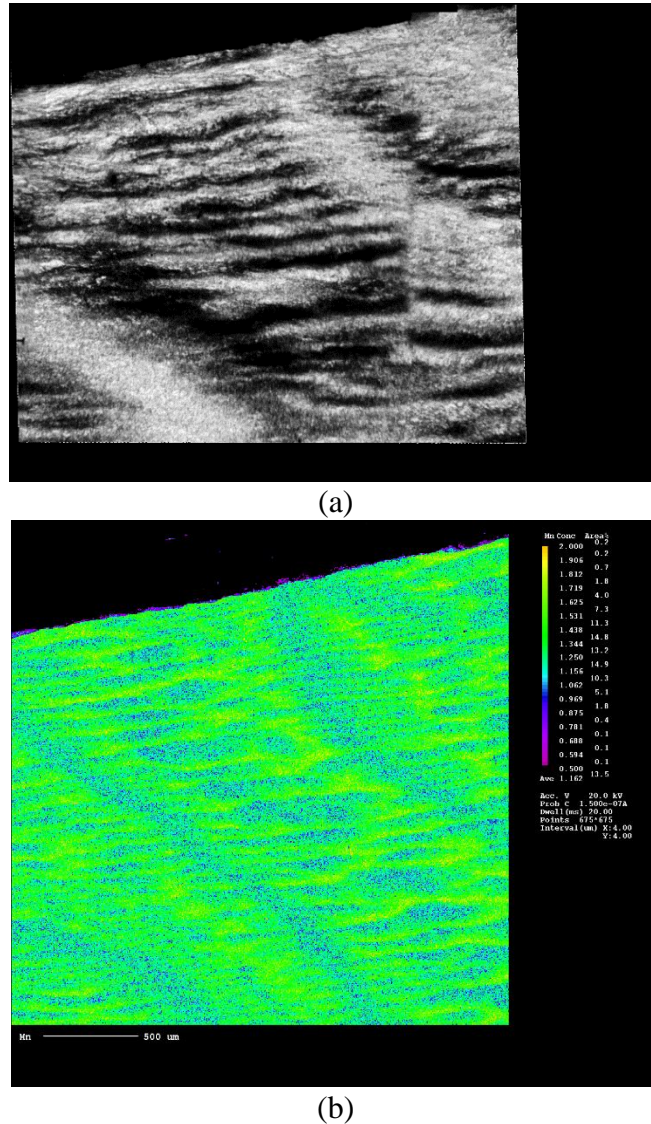 (a)
Mn Conc Area%
0.2
2.000 0.2
1.906 0.7
1.812 1.8
1.719 4.0
1.625 7.3
1.531 11.3
1.438 14.8
1.344 13.2
1.250 14.9
1.156 10.3
1.062 5.1
0.969 1.8
0.875 0.4
0.781 0.1
0.688 0.1
0.594 0.1
0.500 13.5
Ave 1.162
Acc. V 20.0 kV
Prob C 1.500e-07A
Dwell(ms) 20.00
Points 675*675
Interval(um) X:4.00
Y:4.00
Mn 500 um
(b)